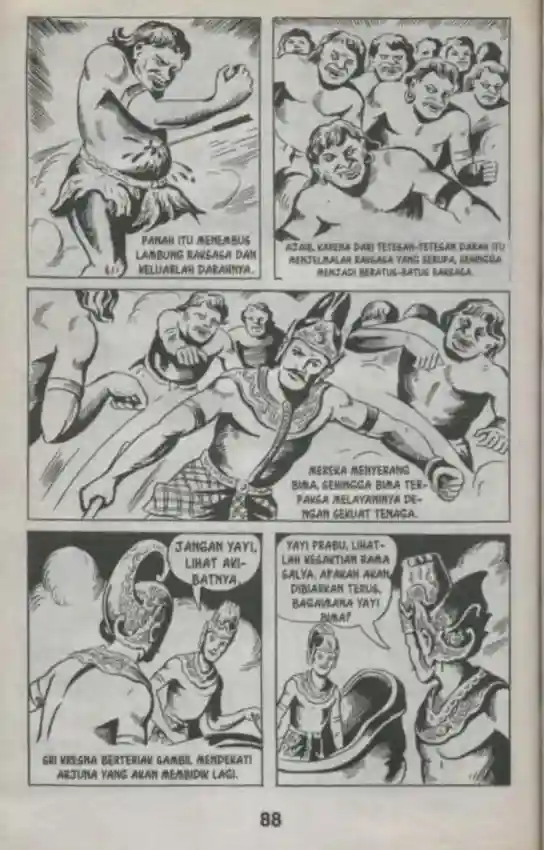 PANAH ITU MENEMBUS
LAMBUNG RAKSASA DAN
KELUARLAH DARAHNYA.
AJAIB, KARENA DARI TETESAN-TETESAN DARAH ITU
MENJELMALAH RAKSASA YANG SERUPA, SEHINGGA
MENJADI BERATUS-RATUS RAKSASA.
MEREKA MENYERANG
BIMA, SEHINGGA BIMA TER-
PAKSA MELAYANINYA DE-
NGAN SEKUAT TENAGA.
JANGAN YAYI,
LIHAT AKI-
BATNYA
SRI KRESNA BERTERIAK SAMBIL MENDEKATI
ARJUNA YANG AKAN MEMBIDIK LAGI.
YAYI PRABU, LIHAT-
LAH KESAKTIAN RAMA
SALYA. APAKAH AKAN
DIBIARKAN TERUS,
BAGAIMANA YAYI
BIMA?
88